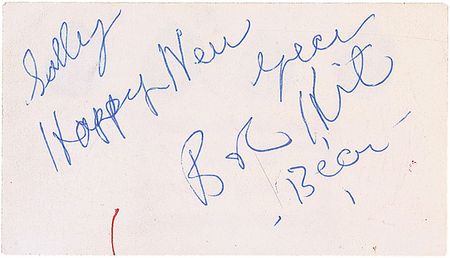 Sally
Happy New year
Bob Hite
"Bear"